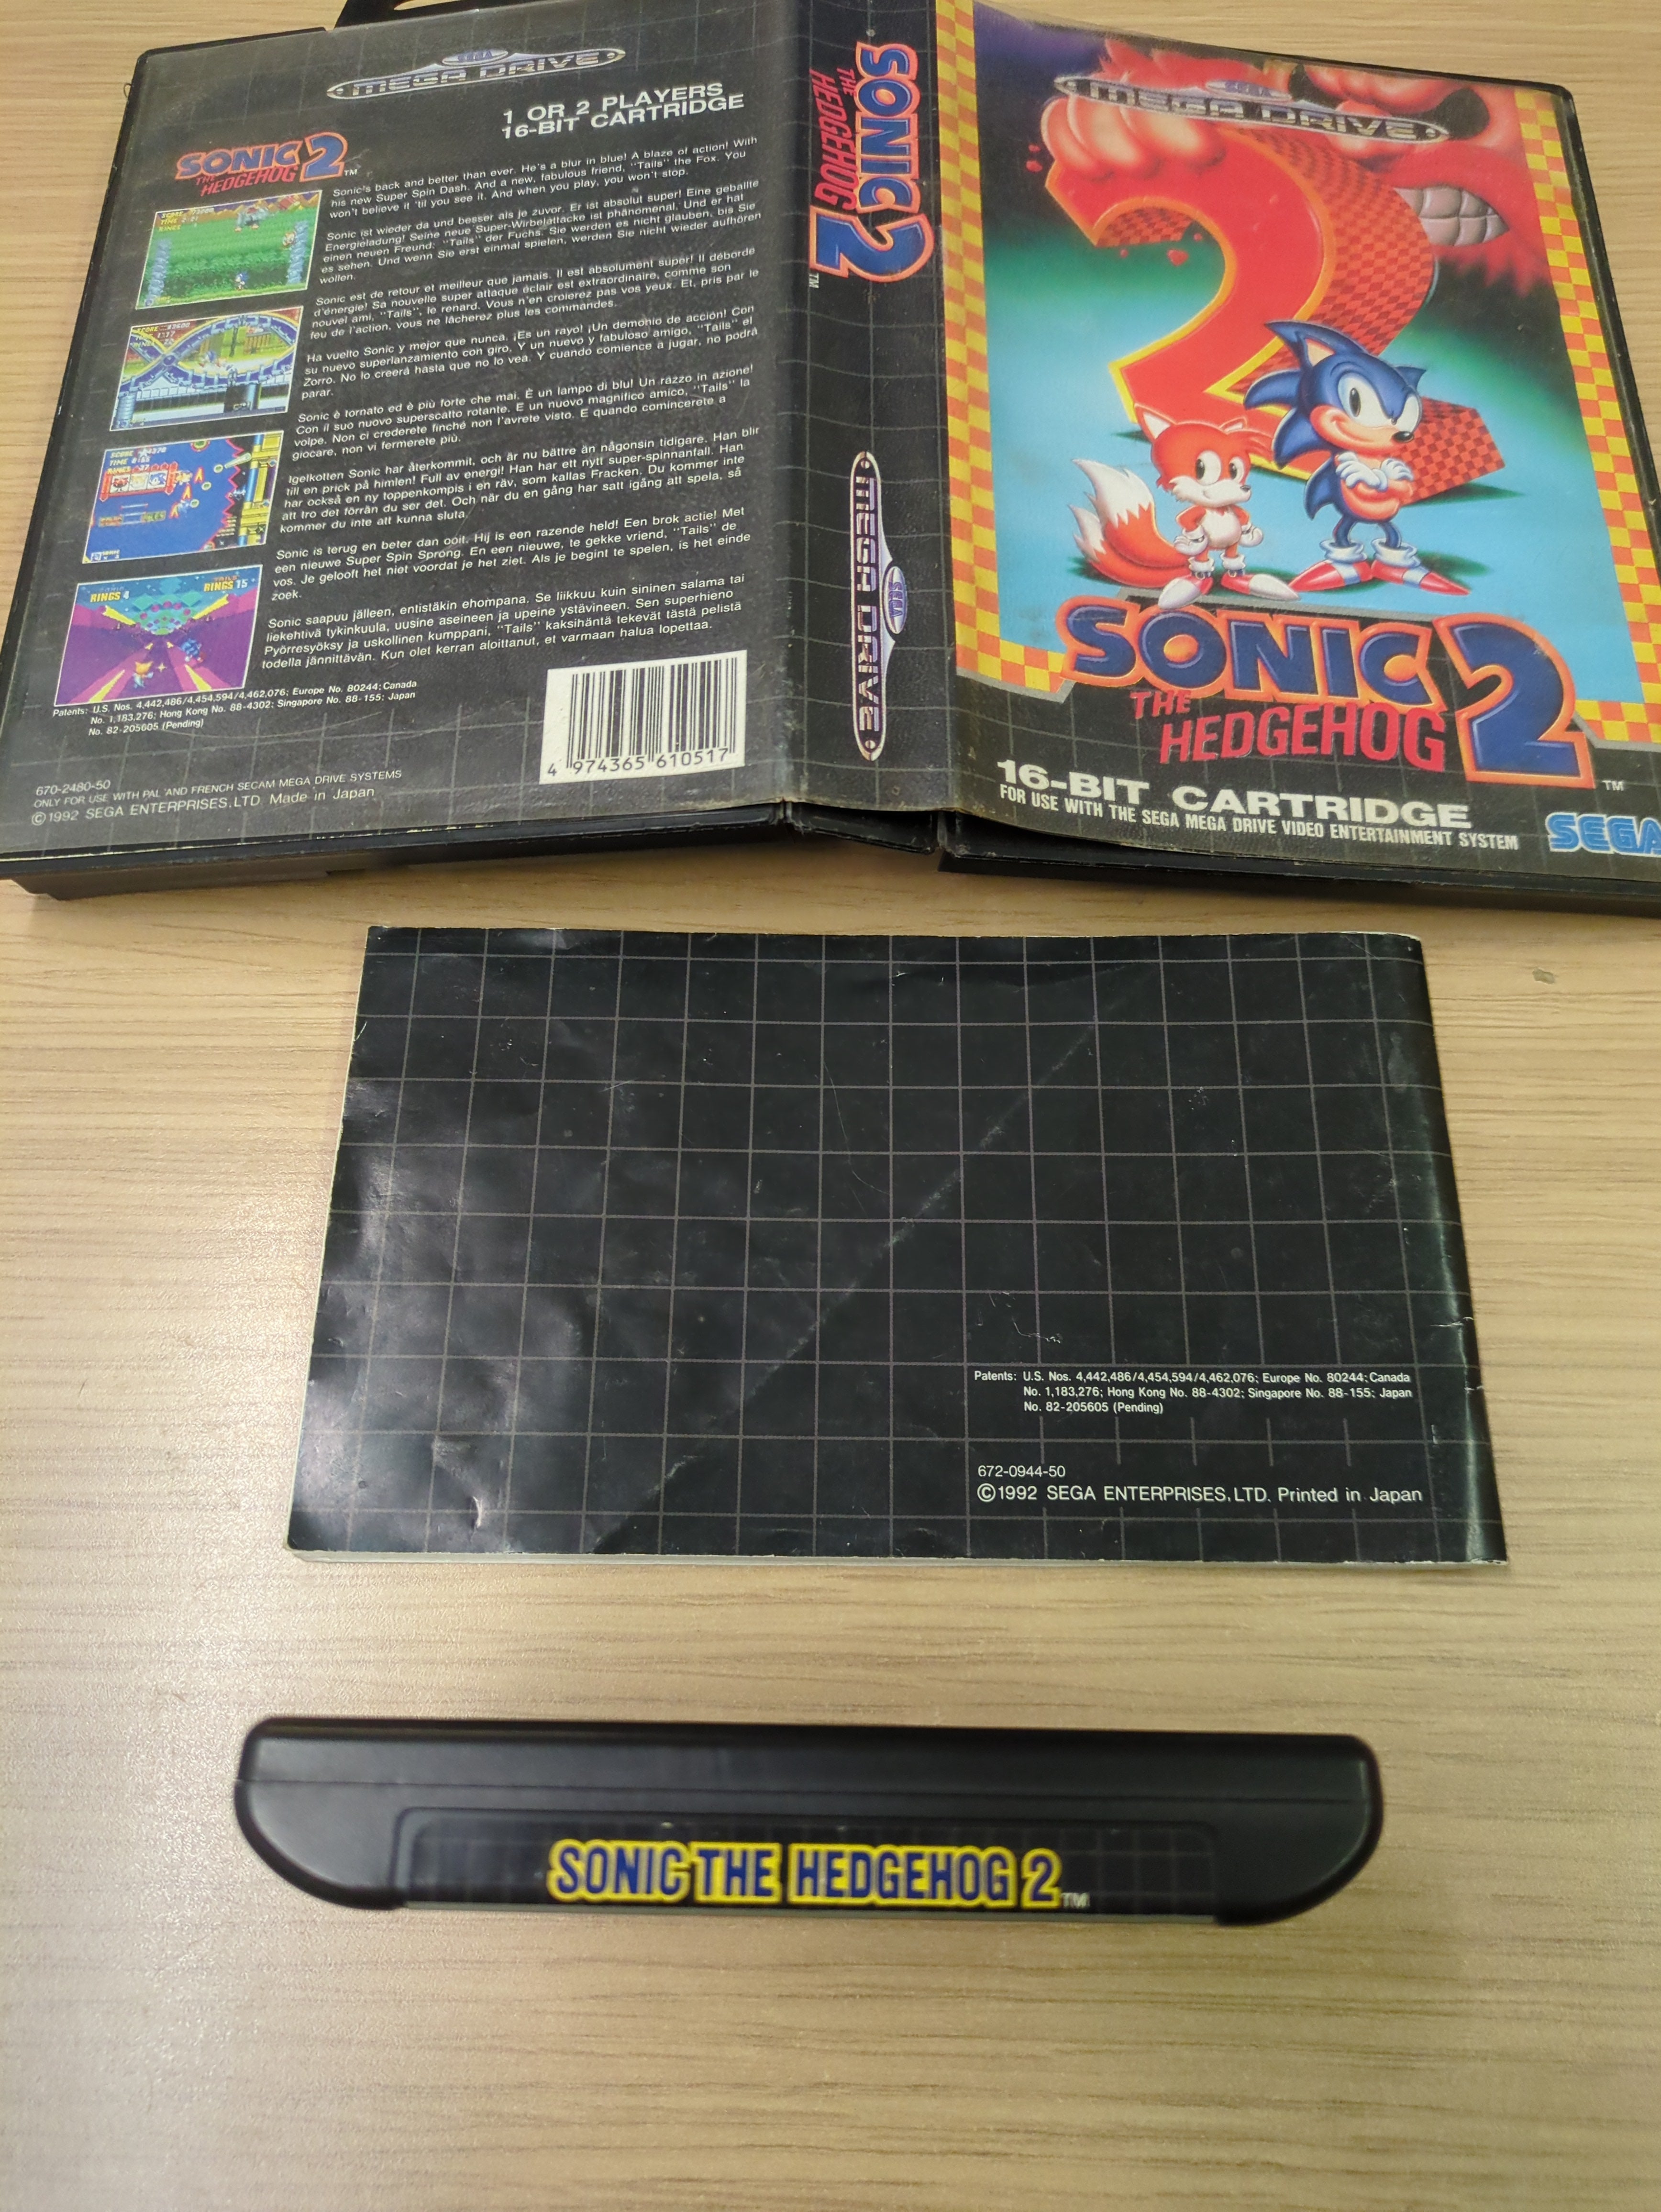 SEGA
MEGA DRIVE
1 OR 2 PLAYERS
16-BIT CARTRIDGE
SONIC 2
THE HEDGEHOG TM
Sonic's back and better than ever. He's a blur in blue! A blaze of action! With
his new Super Spin Dash. And a new, fabulous friend, "Tails" the Fox. You
won't believe it 'til you see it. And when you play, you won't stop.
Sonic ist wieder da und besser als je zuvor. Er ist absolut super! Eine geballte
Energieladung! Seine neue Super-Wirbelattacke ist phänomenal. Und er hat
einen neuen Freund: "Tails" der Fuchs. Sie werden es nicht glauben, bis Sie
es sehen. Und wenn Sie erst einmal spielen, werden Sie nicht wieder aufhören
wollen.
Sonic est de retour et meilleur que jamais. Il est absolument super! Il déborde
d'énergie! Sa nouvelle super attaque éclair est extraordinaire, comme son
nouvel ami, "Tails", le renard. Vous n'en croierez pas vos yeux. Et, pris par le
feu de l'action, vous ne lâcherez plus les commandes.
Ha vuelto Sonic y mejor que nunca. ¡Es un rayo! ¡Un demonio de acción! Con
su nuevo superlanzamiento con giro. Y un nuevo y fabuloso amigo, "Tails" el
Zorro. No lo creerá hasta que no lo vea. Y cuando comience a jugar, no podrá
parar.
Sonic è tornato ed è più forte che mai. È un lampo di blu! Un razzo in azione!
Con il suo nuovo superscatto rotante. E un nuovo magnifico amico, "Tails" la
volpe. Non ci crederete finché non l'avrete visto. E quando comincerete a
giocare, non vi fermerete più.
Igelkotten Sonic har återkommit, och är nu bättre än någonsin tidigare. Han blir
till en prick på himlen! Full av energi! Han har ett nytt super-spinnanfall. Han
har också en ny toppenkompis i en räv, som kallas Fracken. Du kommer inte
att tro det förrän du ser det. Och när du en gång har satt igång att spela, så
kommer du inte att kunna sluta.
Sonic is terug en beter dan ooit. Hij is een razende held! Een brok actie! Met
een nieuwe Super Spin Sprong. En een nieuwe, te gekke vriend, "Tails" de
vos. Je gelooft het niet voordat je het ziet. Als je begint te spelen, is het einde
zoek.
Sonic saapuu jälleen, entistäkin ehompana. Se liikkuu kuin sininen salama tai
liekehtivä tykinkuula, uusine aseineen ja upeine ystävineen. Sen superhieno
Pyörresyöksy ja uskollinen kumppani, "Tails" kaksihäntä tekevät tästä pelistä
todella jännittävän. Kun olet kerran aloittanut, et varmaan halua lopettaa.
RINGS 4
RINGS 15
Patents: U.S. Nos. 4,442,486/4,454,594/4,462,076; Europe No. 80244; Canada
No. 1,183,276; Hong Kong No. 88-4302; Singapore No. 88-155; Japan
No. 82-205605 (Pending)
4 974365 610517
670-2480-50
ONLY FOR USE WITH PAL AND FRENCH SECAM MEGA DRIVE SYSTEMS
©1992 SEGA ENTERPRISES,LTD. Made in Japan
SONIC 2
THE HEDGEHOG
TM
SEGA
MEGA DRIVE
SEGA
MEGA DRIVE
SONIC 2
THE HEDGEHOG
TM
16-BIT CARTRIDGE
FOR USE WITH THE SEGA MEGA DRIVE VIDEO ENTERTAINMENT SYSTEM
SEGA
Patents: U.S. Nos. 4,442,486/4,454,594/4,462,076; Europe No. 80244; Canada
No. 1,183,276; Hong Kong No. 88-4302; Singapore No. 88-155; Japan
No. 82-205605 (Pending)
672-0944-50
©1992 SEGA ENTERPRISES,LTD. Printed in Japan
SONIC THE HEDGEHOG 2 TM